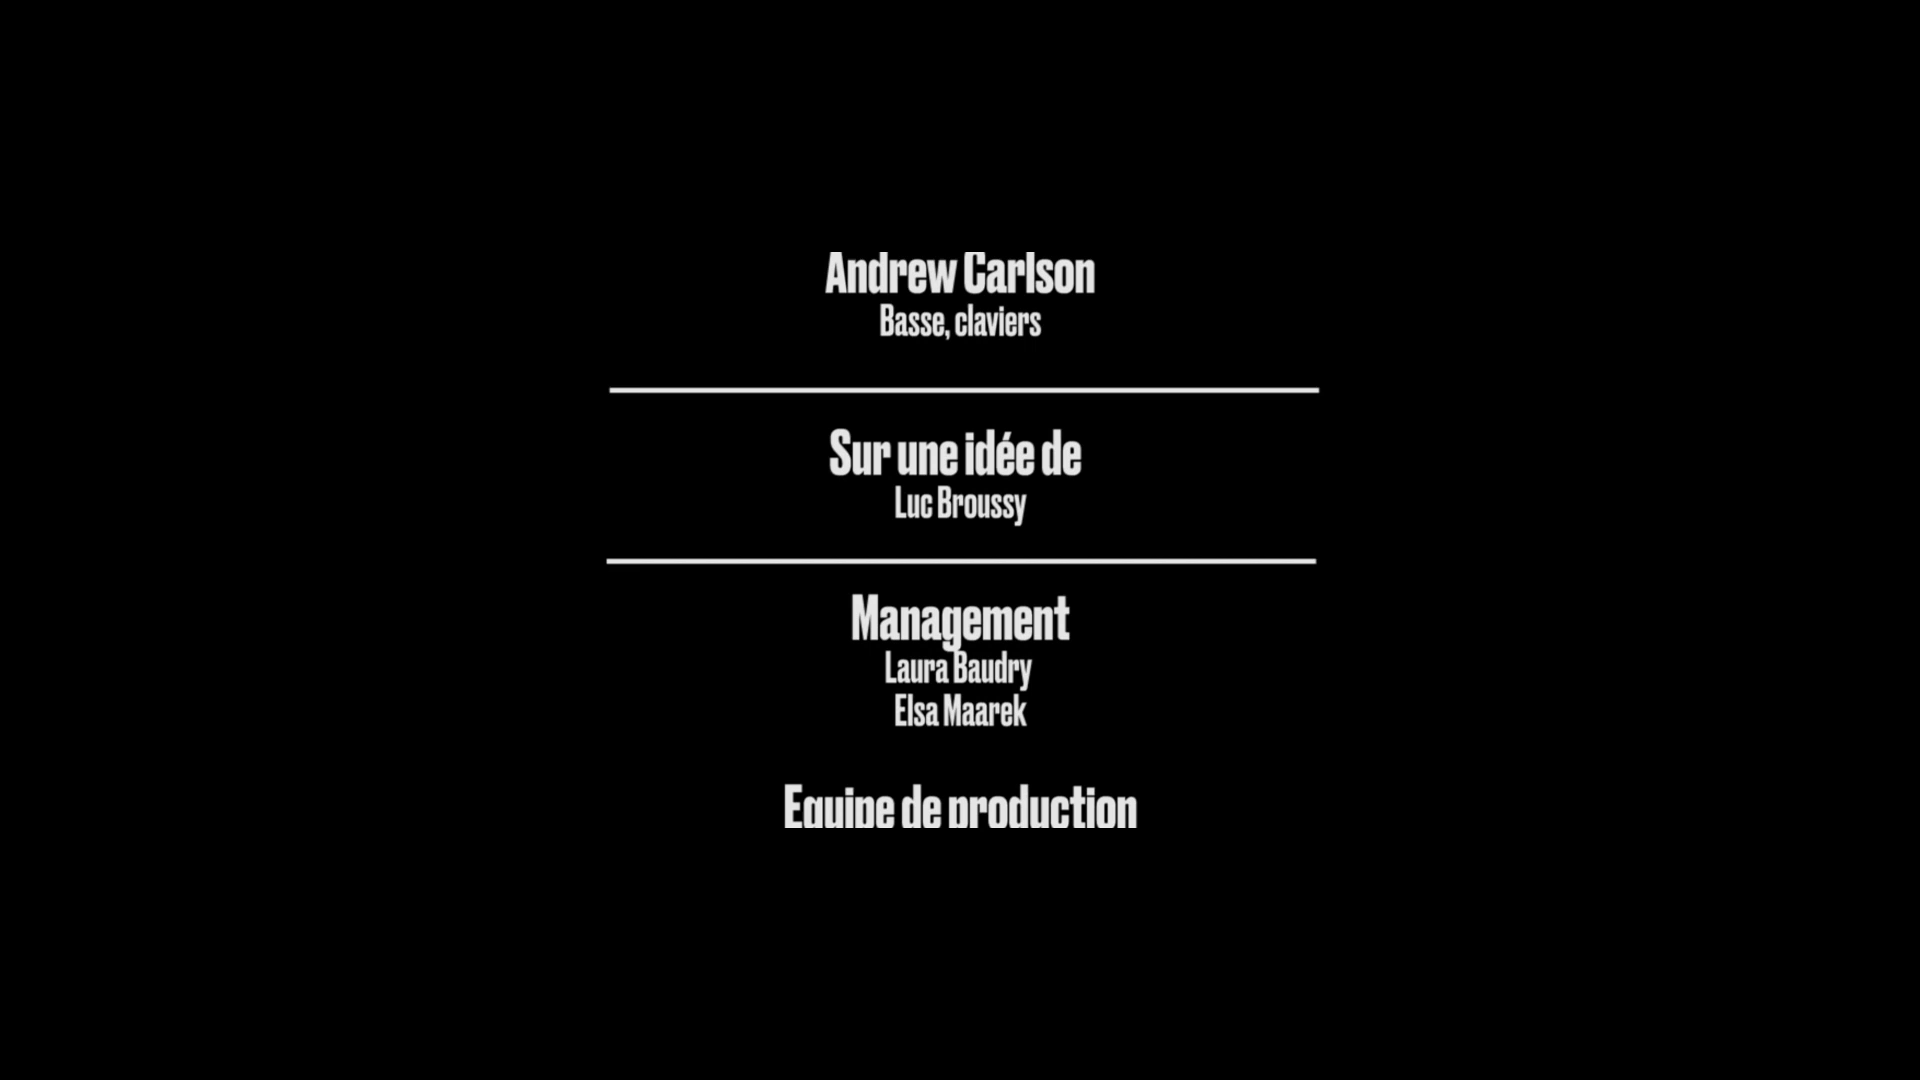 Andrew Carlson
Basse, claviers
Sur une idée de
Luc Broussy
Management
Laura Baudry
Elsa Maarek
Equipe de production